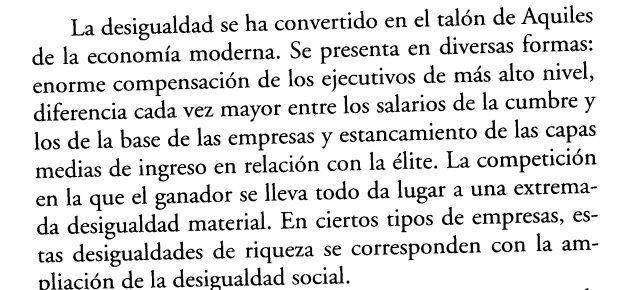 La desigualdad se ha convertido en el talón de Aquiles
de la economía moderna. Se presenta en diversas formas:
enorme compensación de los ejecutivos de más alto nivel,
diferencia cada vez mayor entre los salarios de la cumbre y
los de la base de las empresas y estancamiento de las capas
medias de ingreso en relación con la élite. La competición
en la que el ganador se lleva todo da lugar a una extrema-
da desigualdad material. En ciertos tipos de empresas, es-
tas desigualdades de riqueza se corresponden con la am-
pliación de la desigualdad social.